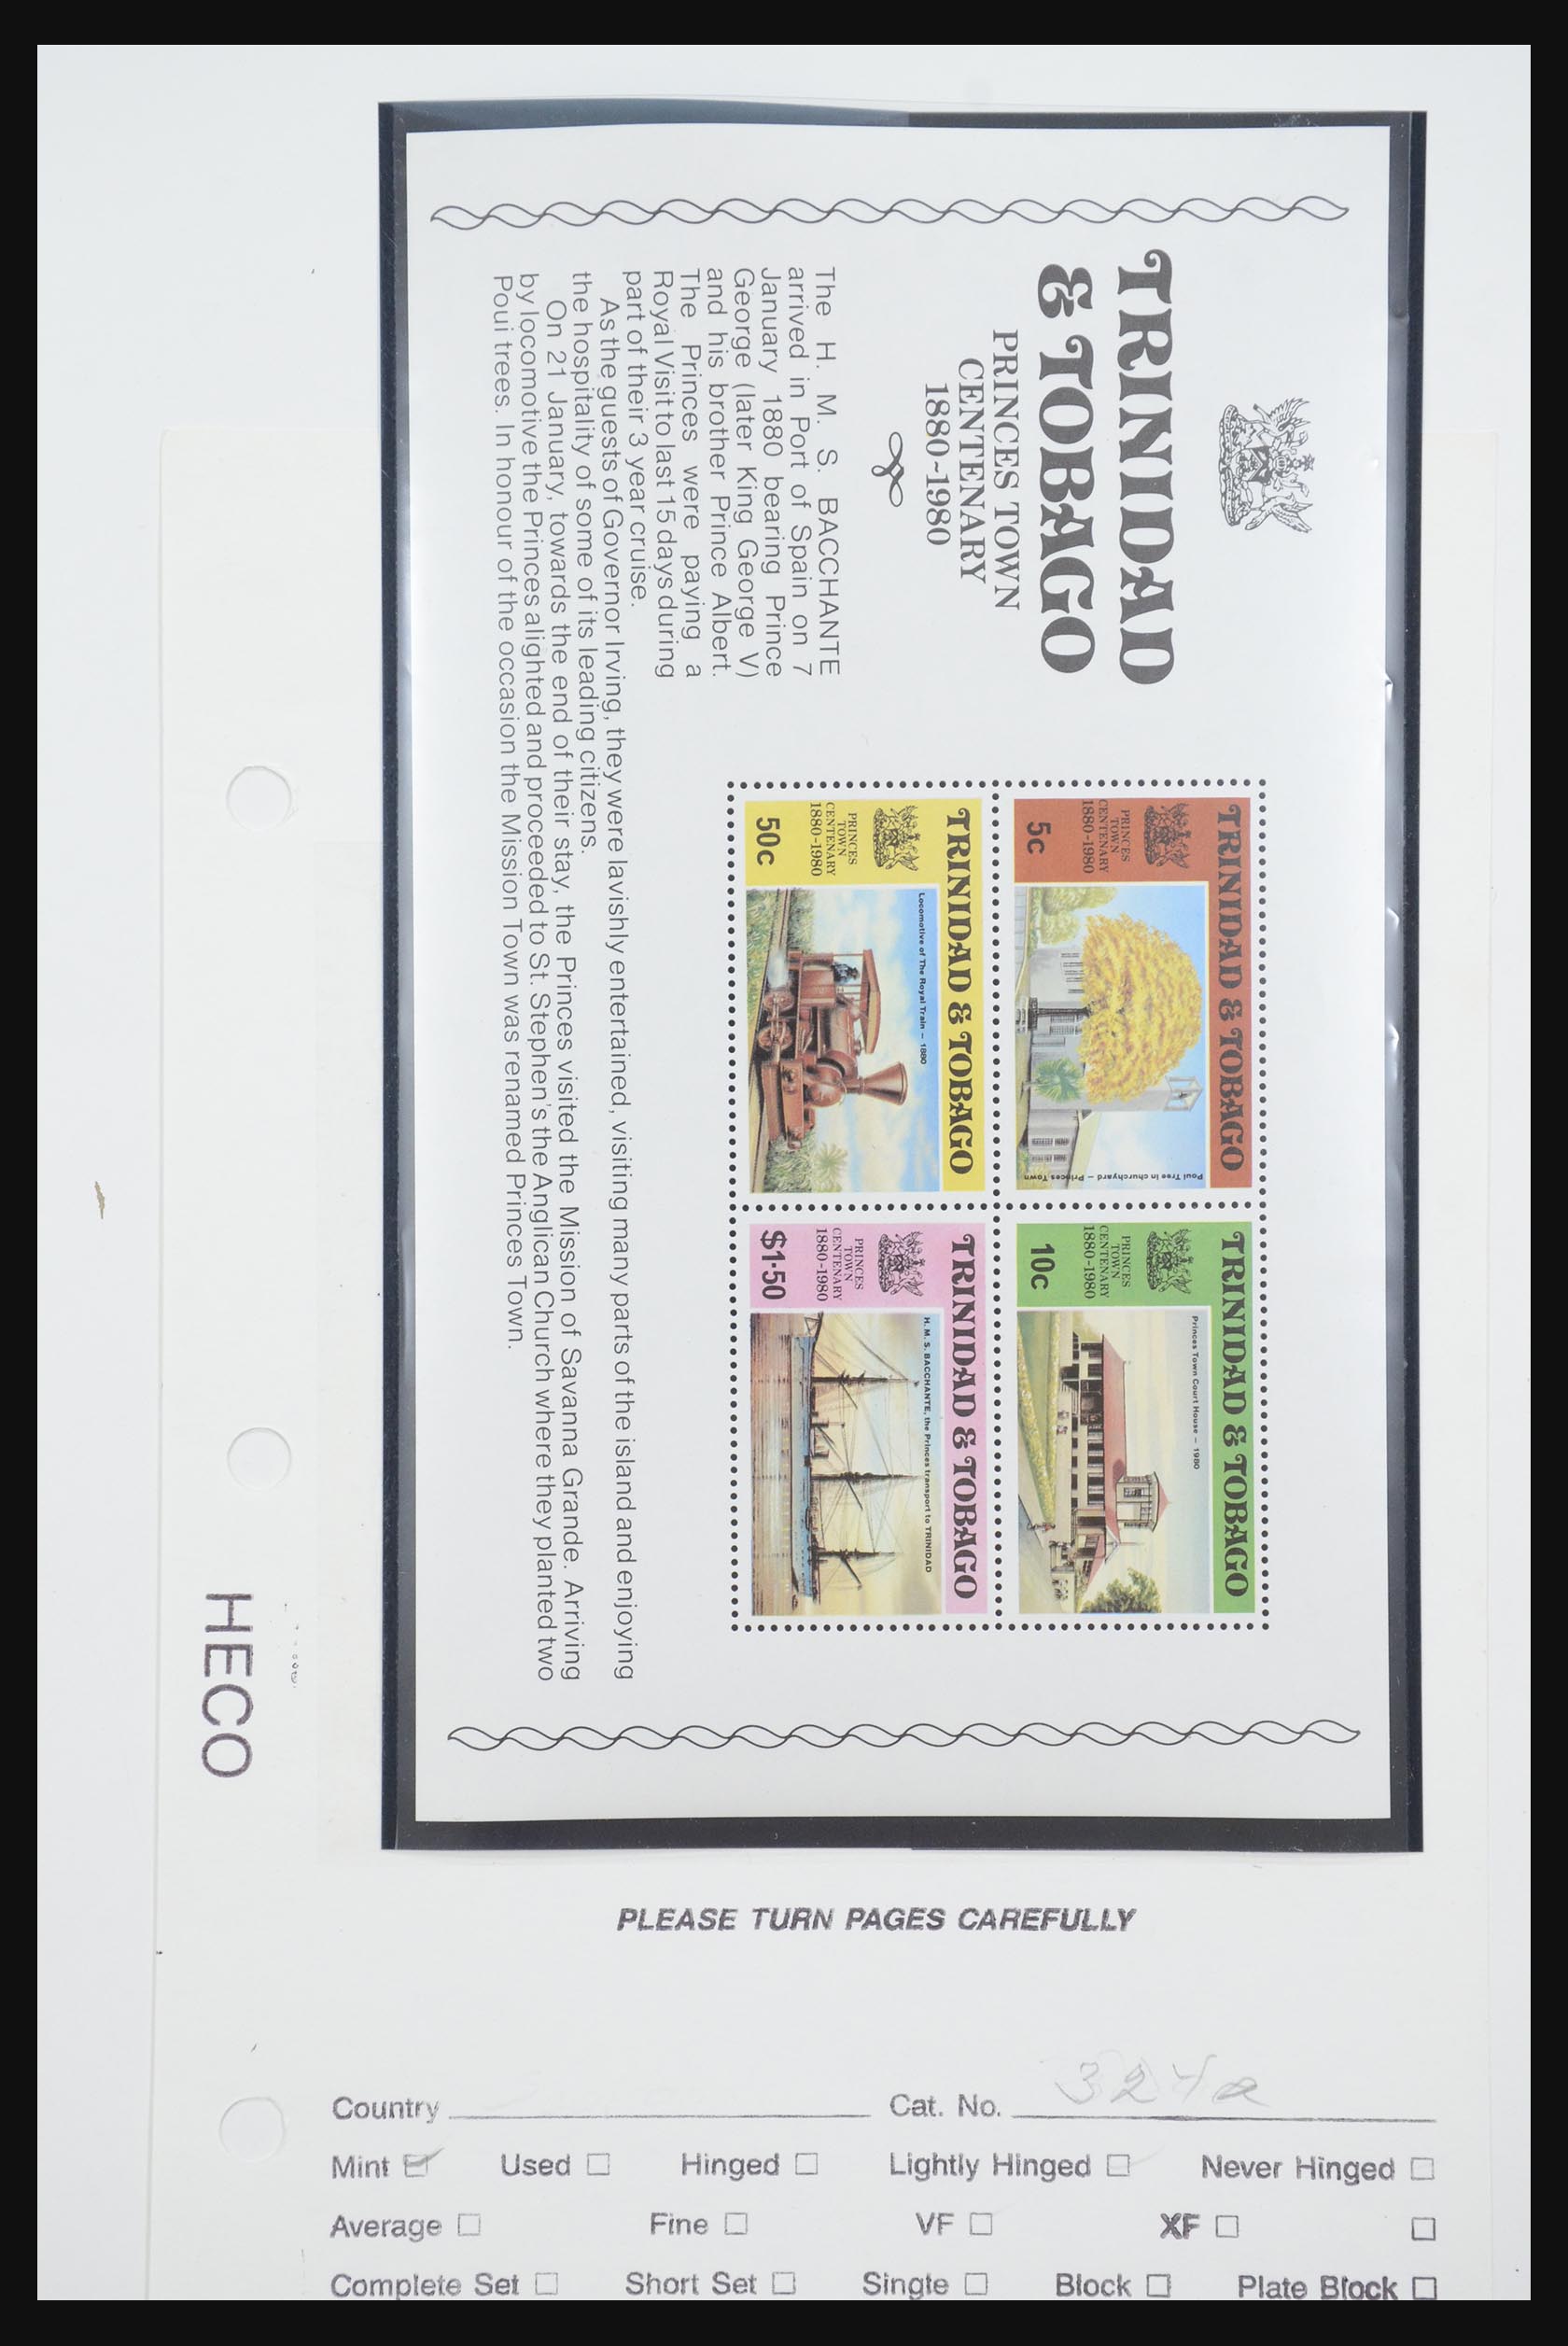 TRINIDAD
& TOBAGO
PRINCES TOWN
CENTENARY
1880~1980
The H. M. S. BACCHANTE
arrived in Port of Spain on 7
January 1880 bearing Prince
George (later King George V)
and his brother Prince Albert.
The Princes were paying a
Royal Visit to last 15 days during
part of their 3 year cruise.
As the guests of Governor Irving, they were lavishly entertained, visiting many parts of the island and enjoying
the hospitality of some of its leading citizens.
On 21 January, towards the end of their stay, the Princes visited the Mission of Savanna Grande. Arriving
by locomotive the Princes alighted and proceeded to St. Stephen's the Anglican Church where they planted two
Poui trees. In honour of the occasion the Mission Town was renamed Princes Town.
TRINIDAD & TOBAGO
PRINCES
TOWN
CENTENARY
1880-1980
5c
Poui Tree in churchyard – Princes Town
TRINIDAD & TOBAGO
PRINCES
TOWN
CENTENARY
1880-1980
10c
Princes Town Court House – 1980
TRINIDAD & TOBAGO
PRINCES
TOWN
CENTENARY
1880-1980
50c
Locomotive of The Royal Train – 1880
TRINIDAD & TOBAGO
PRINCES
TOWN
CENTENARY
1880-1980
$1·50
H. M. S. BACCHANTE, the Princes transport to TRINIDAD
HECO
PLEASE TURN PAGES CAREFULLY
Country Cat. No. 324a
Mint Used Hinged Lightly Hinged Never Hinged
Average Fine VF XF
Complete Set Short Set Single Block Plate Block